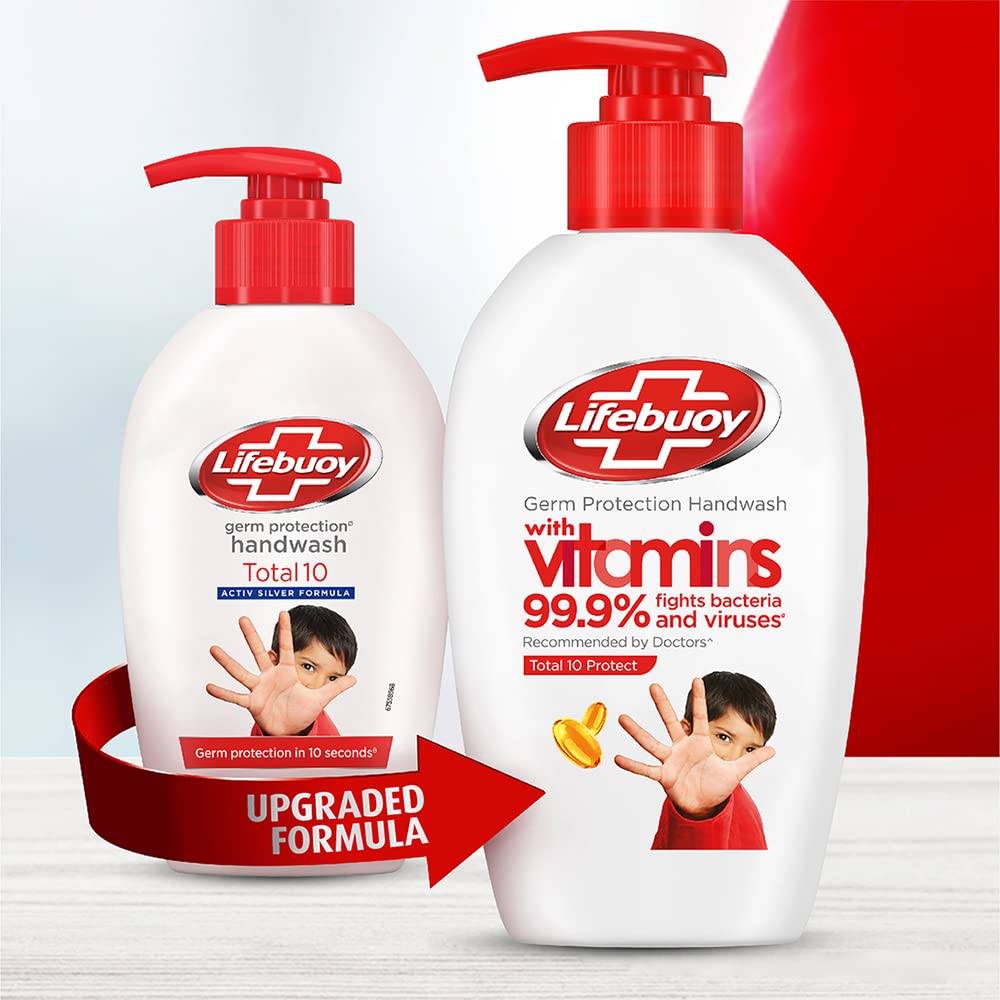 Lifebuoy
germ protection°
handwash
Total 10
ACTIV SILVER FORMULA
67558968
Germ protection in 10 seconds°
UPGRADED
FORMULA
Lifebuoy
Germ Protection Handwash
with
vitamins
99.9% fights bacteria
and viruses°
Recommended by Doctors^
Total 10 Protect